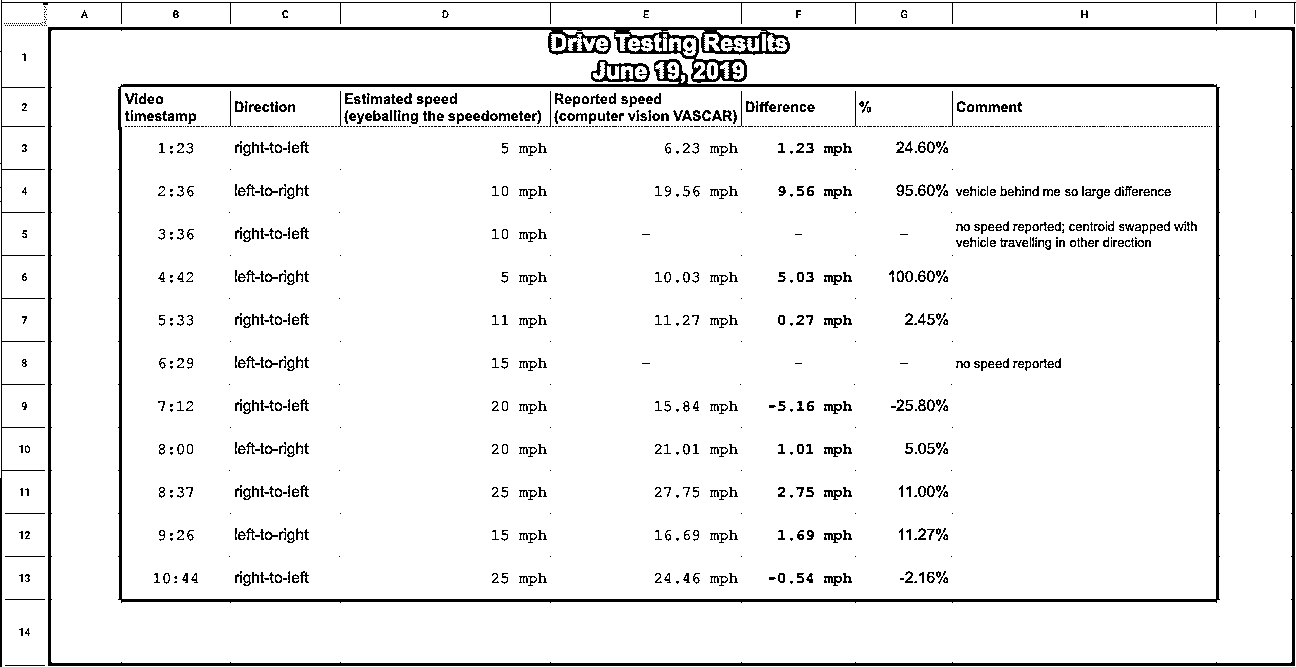 A B C D E F G H I
1 Drive Testing Results
June 19, 2019
2 Video timestamp Direction Estimated speed (eyeballing the speedometer) Reported speed (computer vision VASCAR) Difference % Comment
3 1:23 right-to-left 5 mph 6.23 mph 1.23 mph 24.60%
4 2:36 left-to-right 10 mph 19.56 mph 9.56 mph 95.60% vehicle behind me so large difference
5 3:36 right-to-left 10 mph – – – no speed reported; centroid swapped with
vehicle travelling in other direction
6 4:42 left-to-right 5 mph 10.03 mph 5.03 mph 100.60%
7 5:33 right-to-left 11 mph 11.27 mph 0.27 mph 2.45%
8 6:29 left-to-right 15 mph – – – no speed reported
9 7:12 right-to-left 20 mph 15.84 mph -5.16 mph -25.80%
10 8:00 left-to-right 20 mph 21.01 mph 1.01 mph 5.05%
11 8:37 right-to-left 25 mph 27.75 mph 2.75 mph 11.00%
12 9:26 left-to-right 15 mph 16.69 mph 1.69 mph 11.27%
13 10:44 right-to-left 25 mph 24.46 mph -0.54 mph -2.16%
14